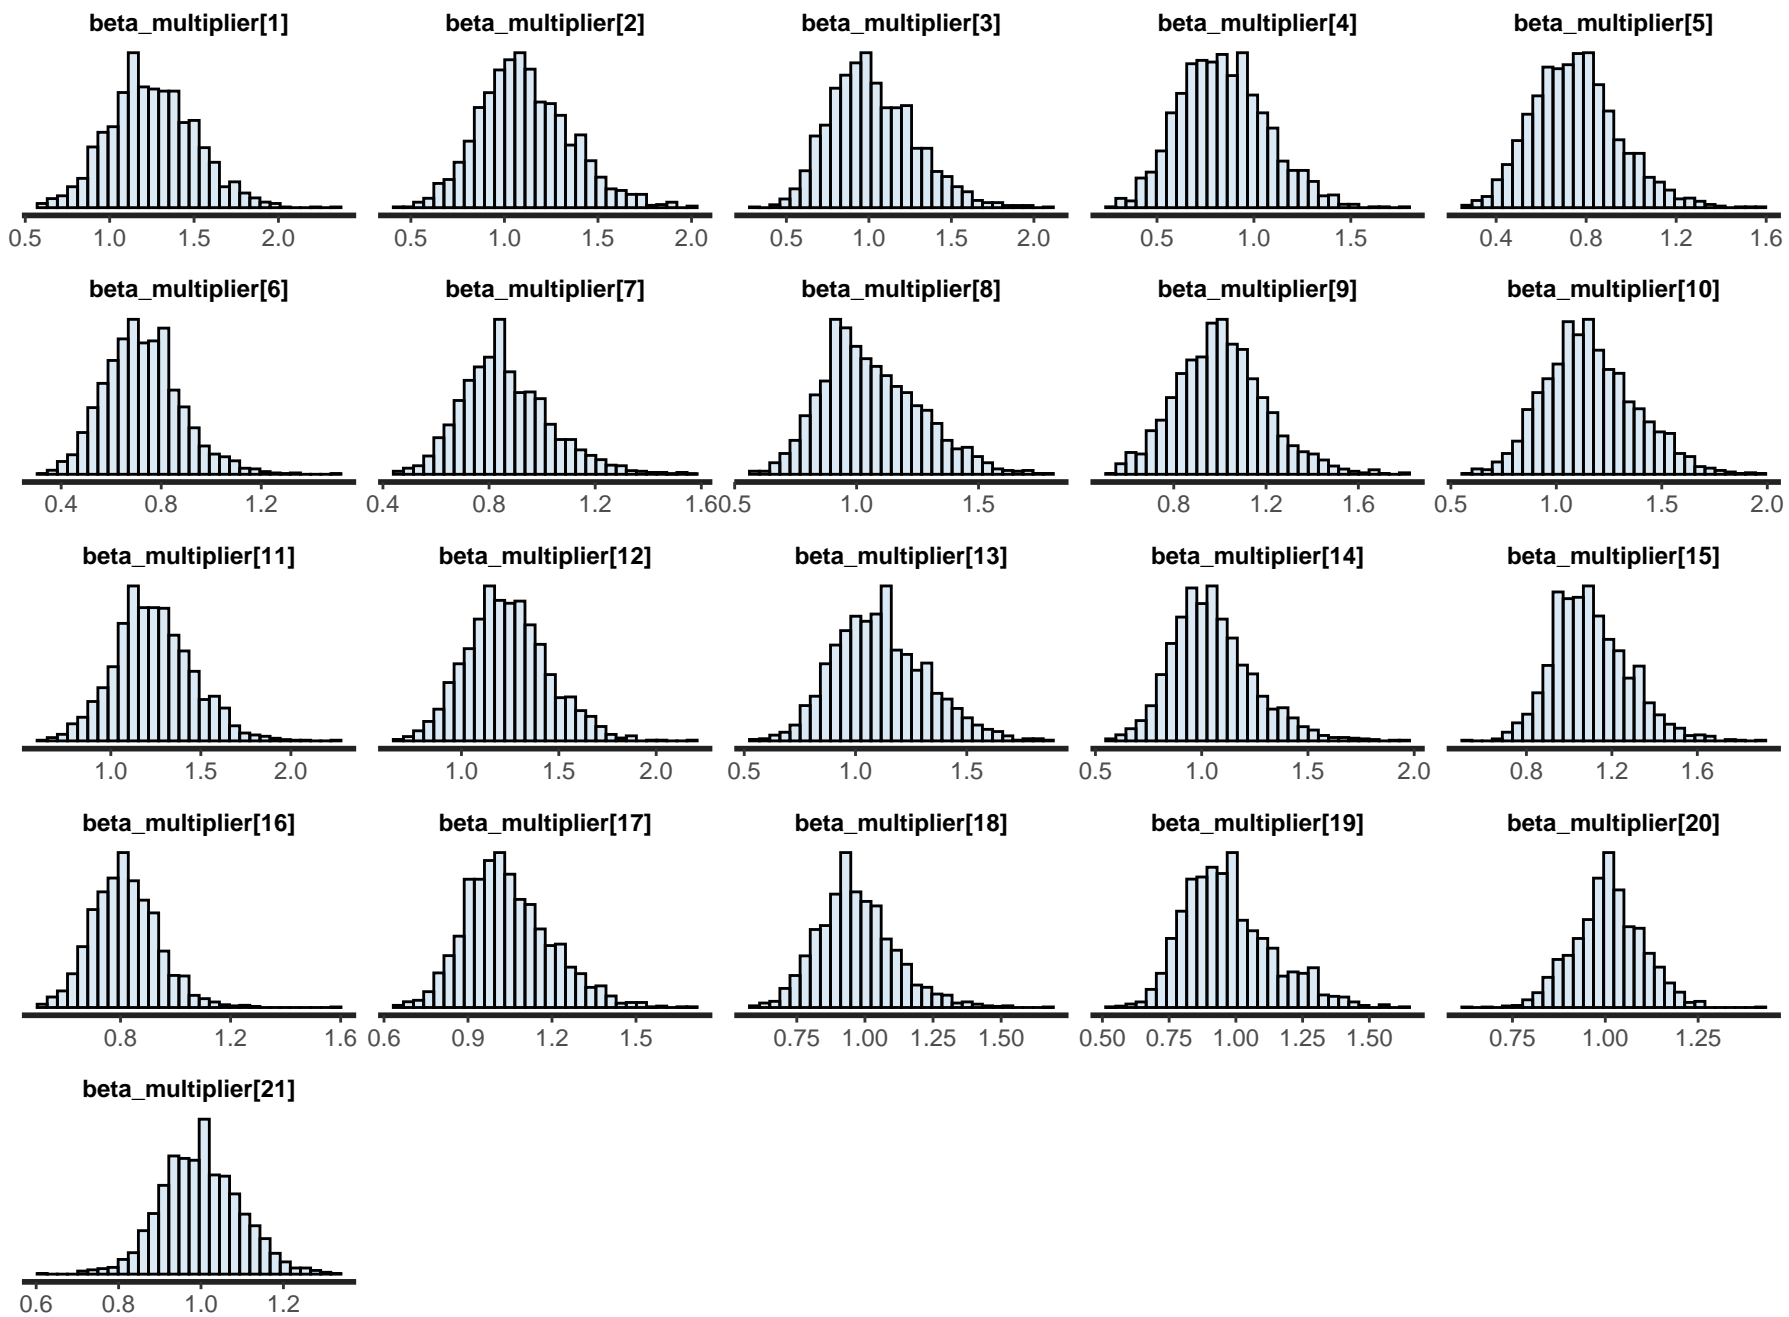 beta_multiplier[1] beta_multiplier[2] beta_multiplier[3] beta_multiplier[4] beta_multiplier[5]
0.5 1.0 1.5 2.0 0.5 1.0 1.5 2.0 0.5 1.0 1.5 2.0 0.5 1.0 1.5 0.4 0.8 1.2 1.6
beta_multiplier[6] beta_multiplier[7] beta_multiplier[8] beta_multiplier[9] beta_multiplier[10]
0.4 0.8 1.2 0.4 0.8 1.2 1.6 0.5 1.0 1.5 0.8 1.2 1.6 0.5 1.0 1.5 2.0
beta_multiplier[11] beta_multiplier[12] beta_multiplier[13] beta_multiplier[14] beta_multiplier[15]
1.0 1.5 2.0 1.0 1.5 2.0 0.5 1.0 1.5 0.5 1.0 1.5 2.0 0.8 1.2 1.6
beta_multiplier[16] beta_multiplier[17] beta_multiplier[18] beta_multiplier[19] beta_multiplier[20]
0.8 1.2 1.6 0.6 0.9 1.2 1.5 0.75 1.00 1.25 1.50 0.50 0.75 1.00 1.25 1.50 0.75 1.00 1.25
beta_multiplier[21]
0.6 0.8 1.0 1.2